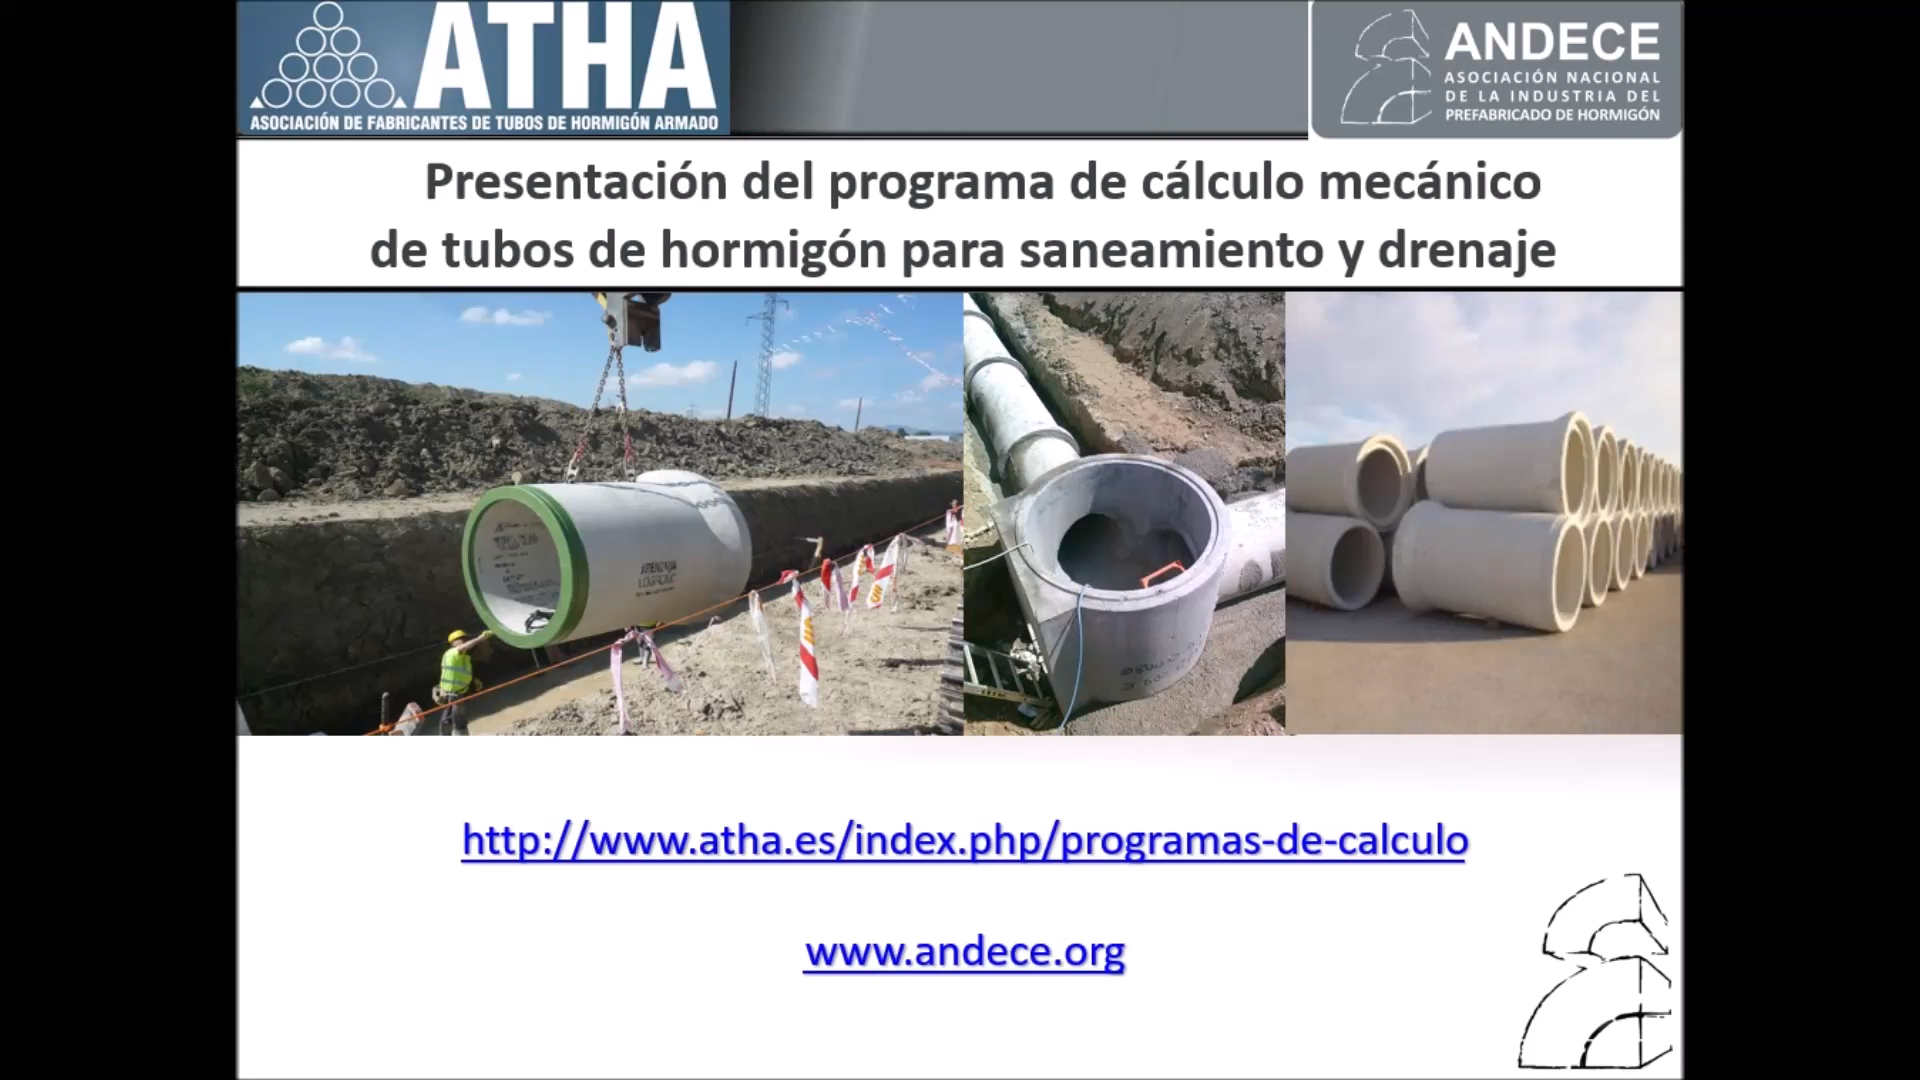 ATHA
ASOCIACIÓN DE FABRICANTES DE TUBOS DE HORMIGÓN ARMADO
ANDECE
ASOCIACIÓN NACIONAL
DE LA INDUSTRIA DEL
PREFABRICADO DE HORMIGÓN
Presentación del programa de cálculo mecánico
de tubos de hormigón para saneamiento y drenaje
http://www.atha.es/index.php/programas-de-calculo
www.andece.org